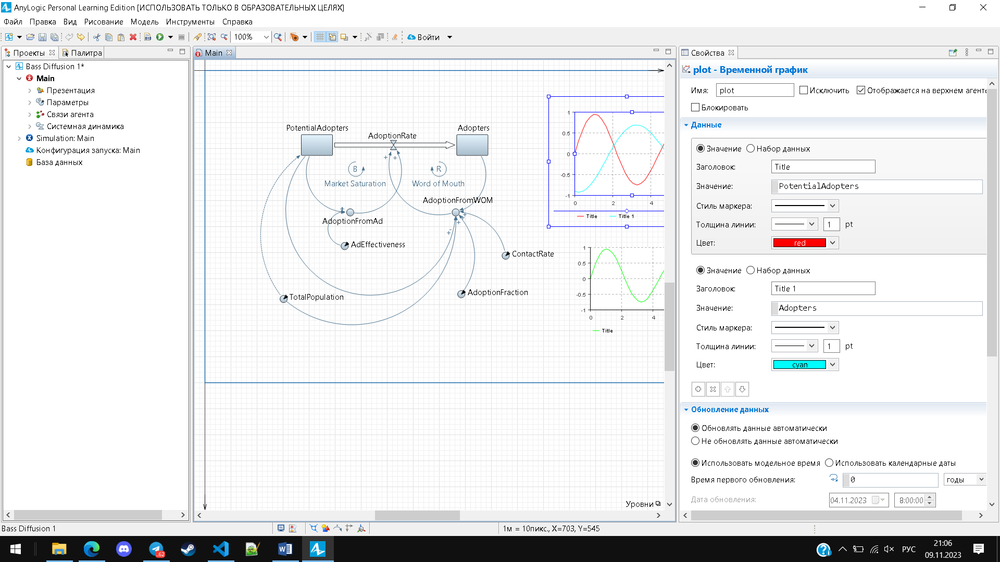 AnyLogic Personal Learning Edition [ИСПОЛЬЗОВАТЬ ТОЛЬКО В ОБРАЗОВАТЕЛЬНЫХ ЦЕЛЯХ]
Файл Правка Вид Рисование Модель Инструменты Справка
100% Войти
Проекты Палитра
Bass Diffusion 1*
Main
Презентация
Параметры
Связи агента
Системная динамика
Simulation: Main
Конфигурация запуска: Main
База данных
Main
PotentialAdopters
Adopters
AdoptionRate
+ +
B
R
Market Saturation
Word of Mouth
AdoptionFromWOM
+
AdoptionFromAd
AdEffectiveness
ContactRate
AdoptionFraction
TotalPopulation
1
0.5
0
-0.5
-1
0 2 4
Title Title 1
1
0.5
0
-0.5
-1
0 2 4
Title
Уровни
Свойства
plot - Временной график
Имя: plot Исключить Отображается на верхнем агенте
Блокировать
Данные
Значение Набор данных
Заголовок: Title
Значение: PotentialAdopters
Стиль маркера:
Толщина линии: 1 pt
Цвет: red
Значение Набор данных
Заголовок: Title 1
Значение: Adopters
Стиль маркера:
Толщина линии: 1 pt
Цвет: cyan
Обновление данных
Обновлять данные автоматически
Не обновлять данные автоматически
Использовать модельное время Использовать календарные даты
Время первого обновления: 0 годы
Дата обновления: 04.11.2023 8:00:00
Bass Diffusion 1
1м = 10пикс., X=703, Y=545
62
РУС
21:06
09.11.2023